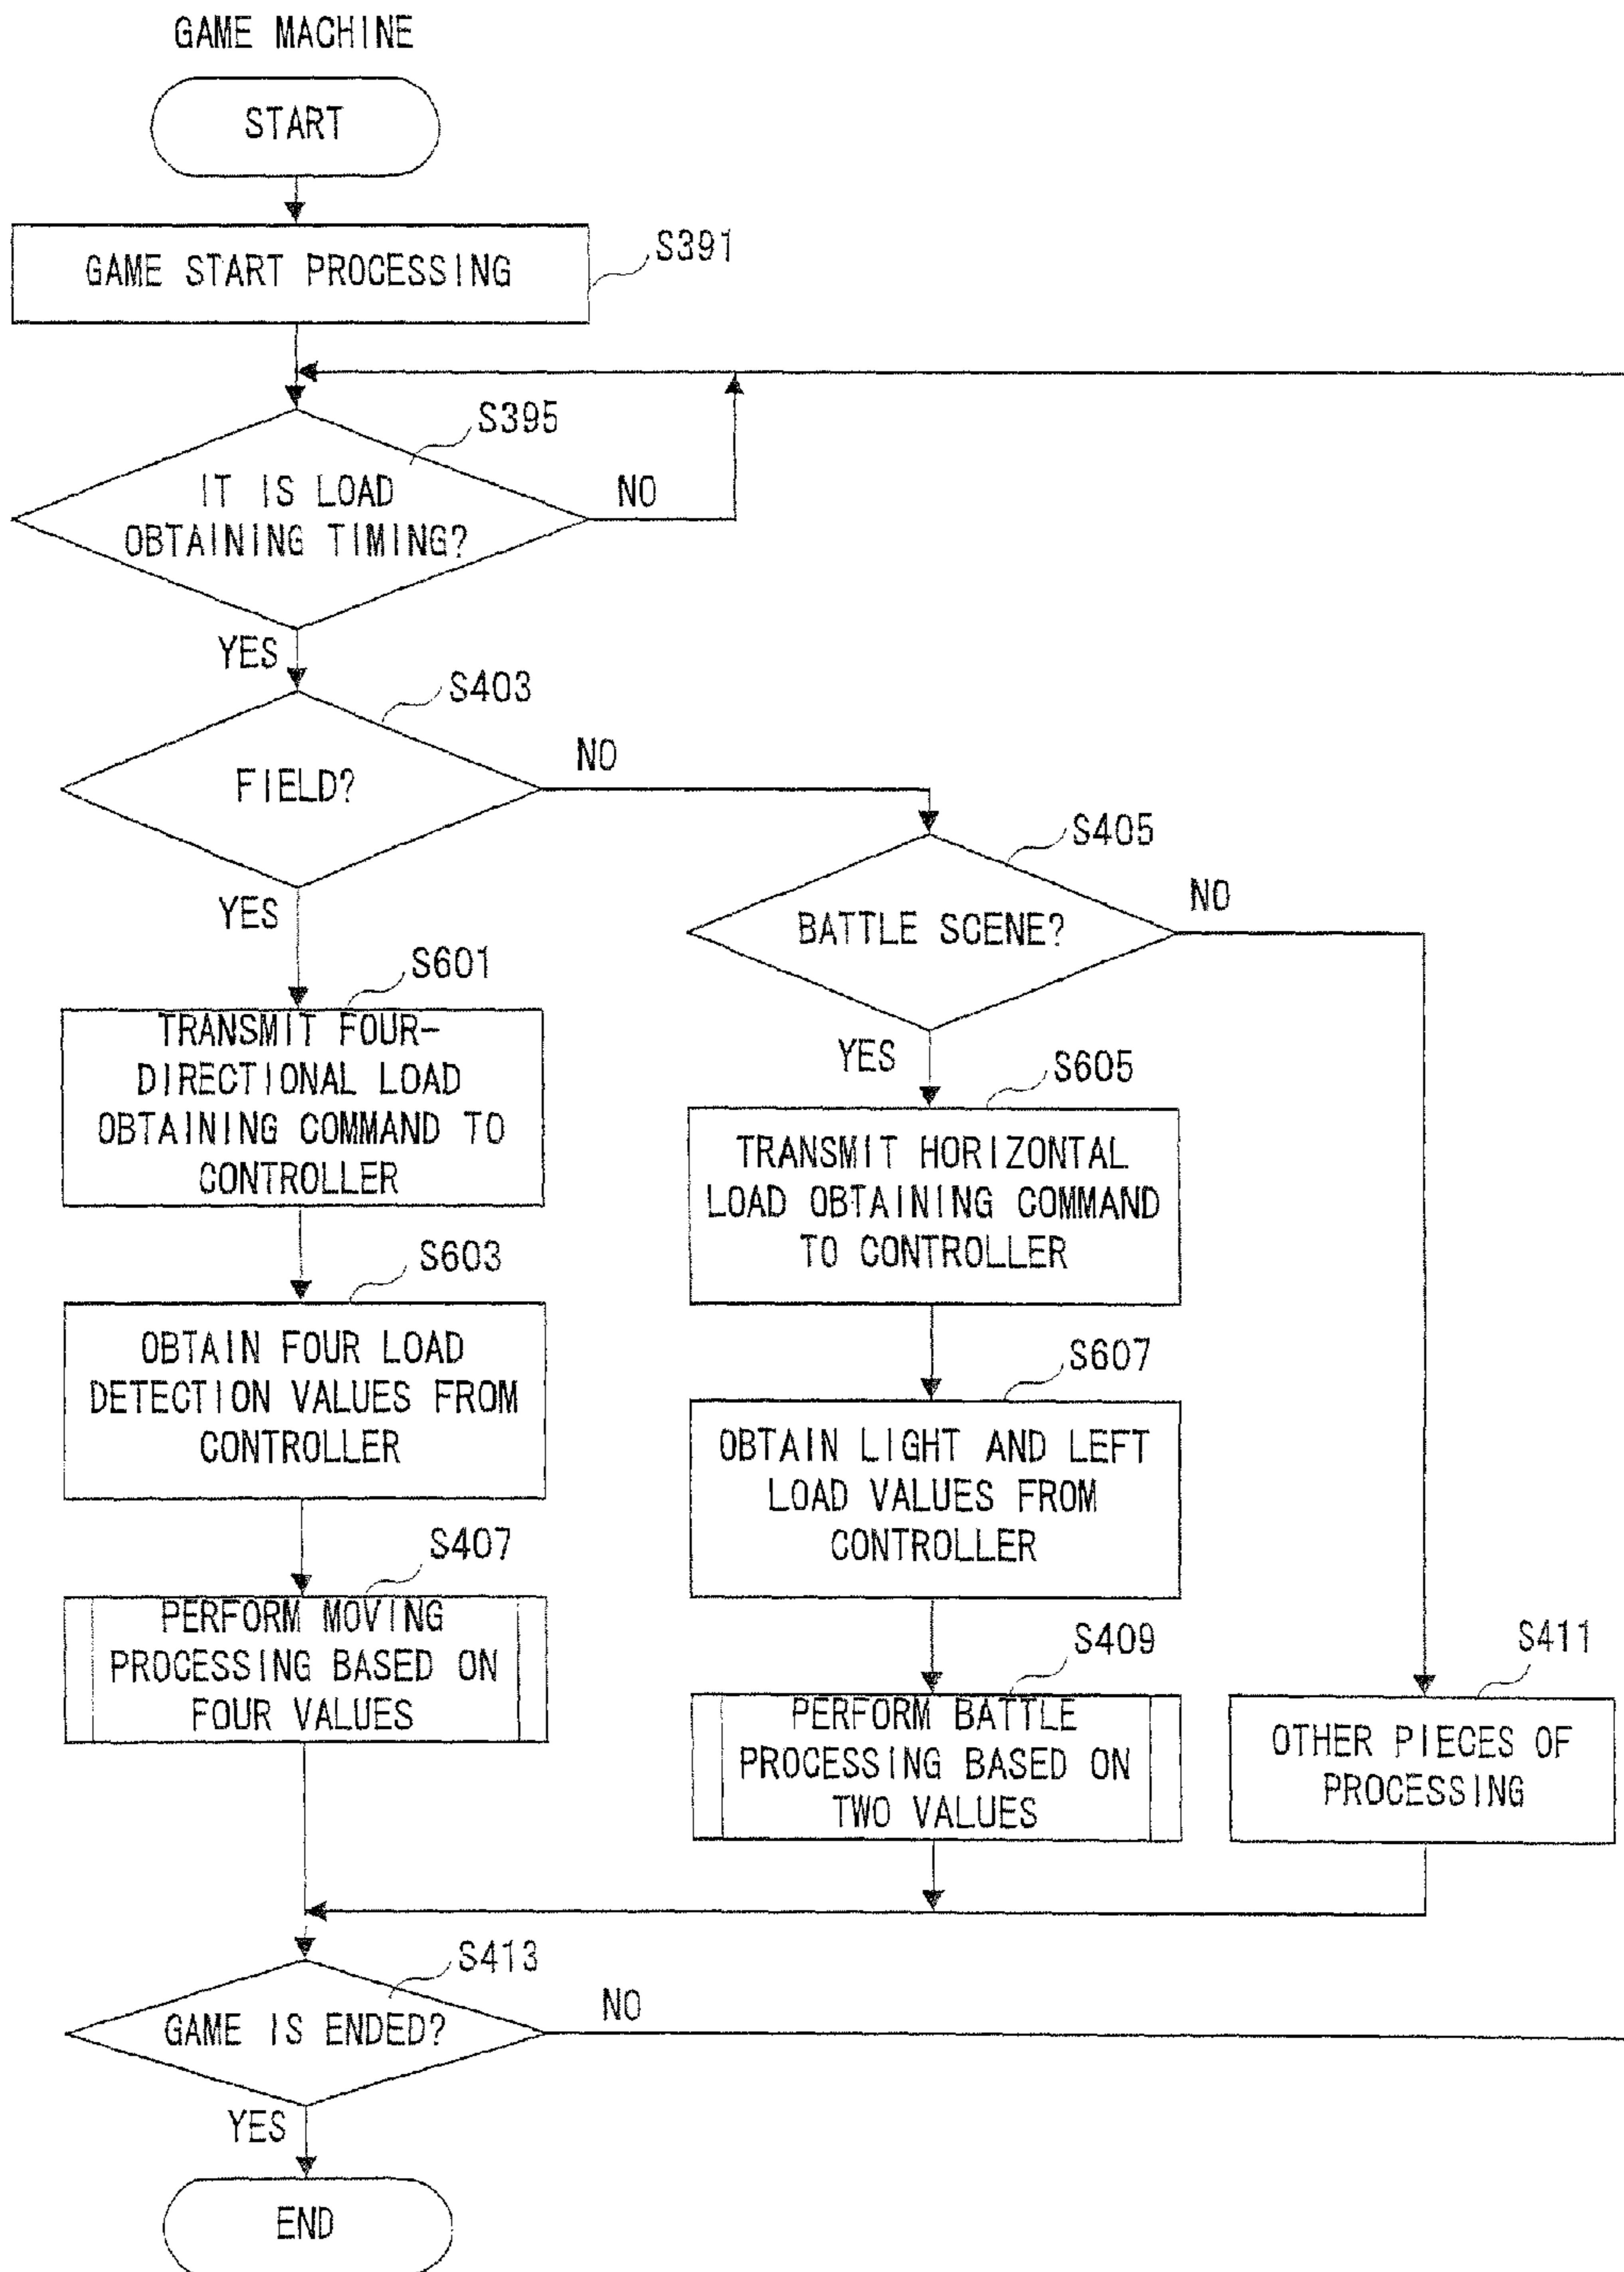 GAME MACHINE
START
GAME START PROCESSING
S391
S395
IT IS LOAD
OBTAINING TIMING?
NO
YES
S403
FIELD?
NO
YES
S405
BATTLE SCENE?
NO
YES
S601
TRANSMIT FOUR-
DIRECTIONAL LOAD
OBTAINING COMMAND TO
CONTROLLER
S605
TRANSMIT HORIZONTAL
LOAD OBTAINING COMMAND
TO CONTROLLER
S603
OBTAIN FOUR LOAD
DETECTION VALUES FROM
CONTROLLER
S607
OBTAIN LIGHT AND LEFT
LOAD VALUES FROM
CONTROLLER
S407
PERFORM MOVING
PROCESSING BASED ON
FOUR VALUES
S409
PERFORM BATTLE
PROCESSING BASED ON
TWO VALUES
S411
OTHER PIECES OF
PROCESSING
S413
GAME IS ENDED?
NO
YES
END